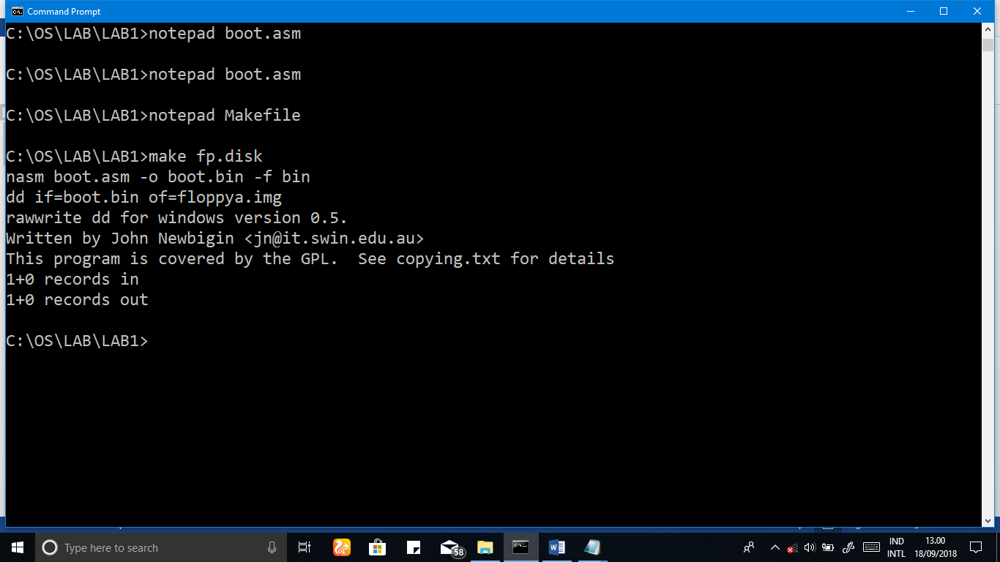 Command Prompt
C:\OS\LAB\LAB1>notepad boot.asm
C:\OS\LAB\LAB1>notepad boot.asm
C:\OS\LAB\LAB1>notepad Makefile
C:\OS\LAB\LAB1>make fp.disk
nasm boot.asm -o boot.bin -f bin
dd if=boot.bin of=floppya.img
rawwrite dd for windows version 0.5.
Written by John Newbigin <jn@it.swin.edu.au>
This program is covered by the GPL.  See copying.txt for details
1+0 records in
1+0 records out
C:\OS\LAB\LAB1>
Type here to search
58
IND
INTL
13.00
18/09/2018